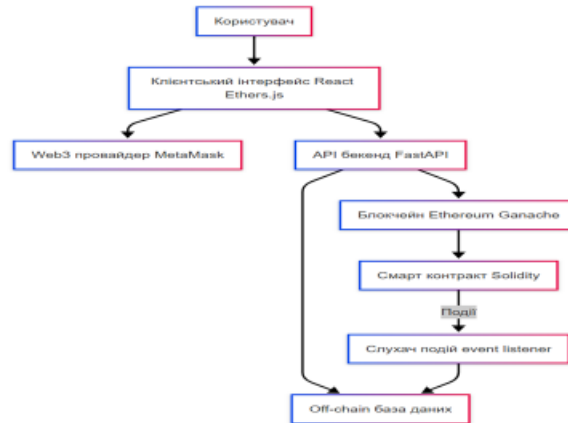 Користувач
Клієнтський інтерфейс React
Ethers.js
Web3 провайдер MetaMask
API бекенд FastAPI
Блокчейн Ethereum Ganache
Смарт контракт Solidity
Події
Слухач подій event listener
Off-chain база даних